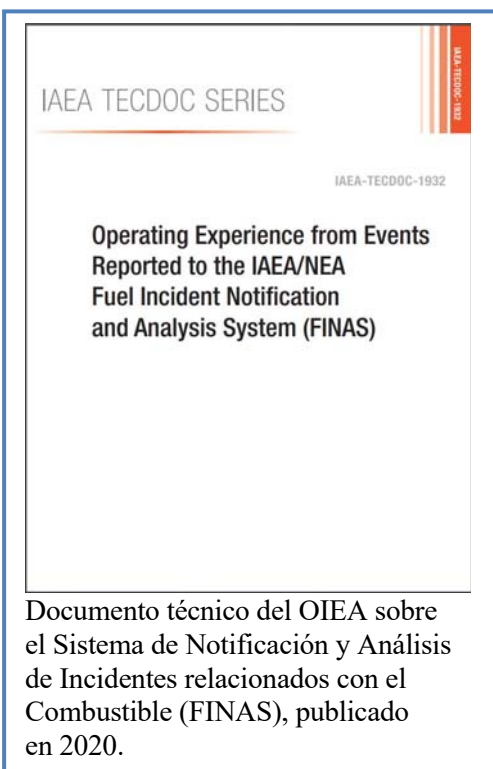 IAEA TECDOC SERIES
IAEA-TECDOC-1932
IAEA-TECDOC-1932
Operating Experience from Events
Reported to the IAEA/NEA
Fuel Incident Notification
and Analysis System (FINAS)
Documento técnico del OIEA sobre
el Sistema de Notificación y Análisis
de Incidentes relacionados con el
Combustible (FINAS), publicado
en 2020.